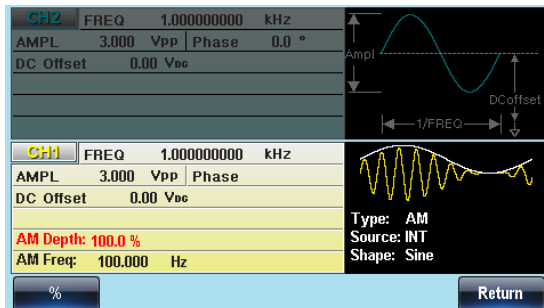 CH2 FREQ 1.000000000 kHz
AMPL 3.000 Vpp Phase 0.0 °
DC Offset 0.00 VDC
Ampl
DCoffset
1/FREQ
CH1 FREQ 1.000000000 kHz
AMPL 3.000 Vpp Phase
DC Offset 0.00 VDC
AM Depth: 100.0 %
AM Freq: 100.000 Hz
Type: AM
Source: INT
Shape: Sine
% Return